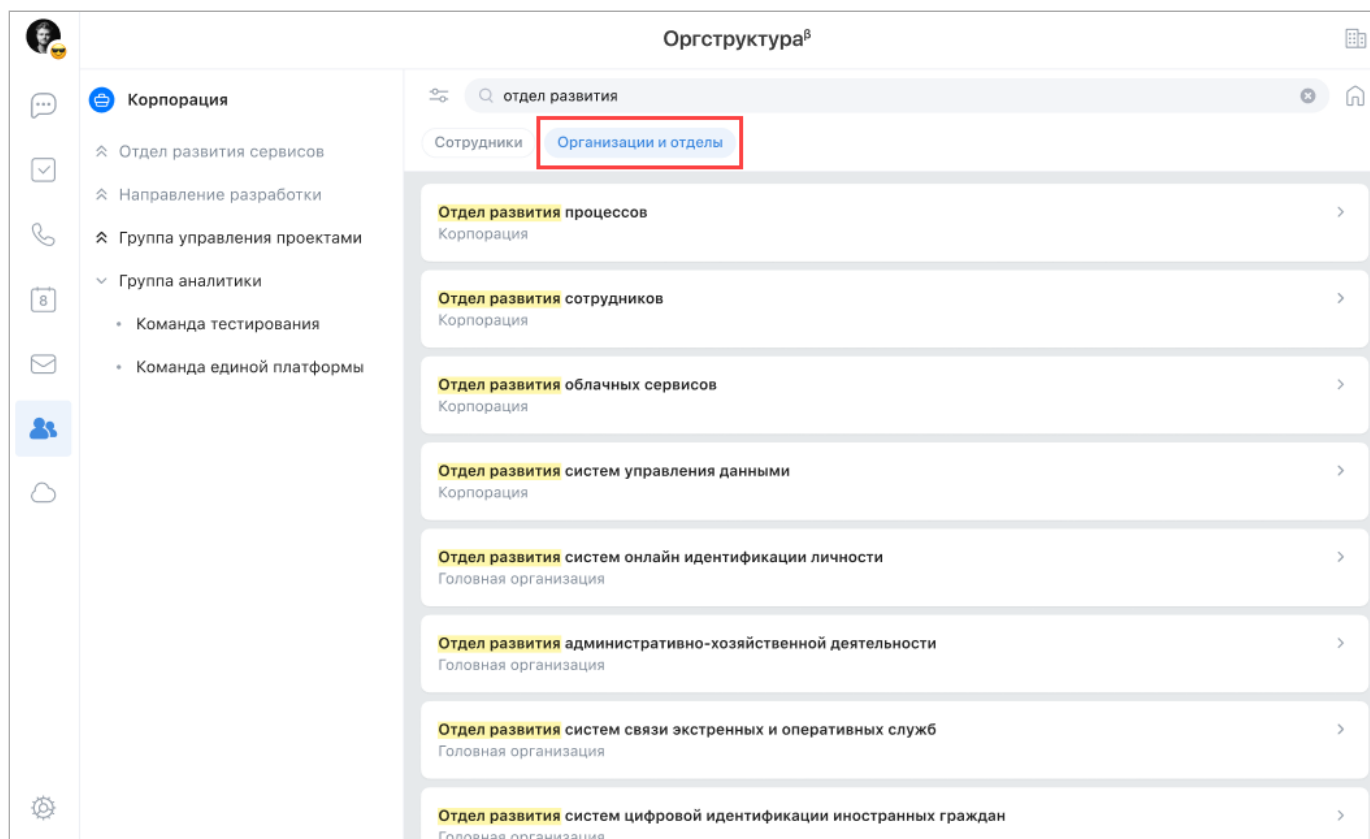 Оргструктураᵝ
Корпорация
Отдел развития сервисов
Направление разработки
Группа управления проектами
Группа аналитики
Команда тестирования
Команда единой платформы
8
отдел развития
Сотрудники
Организации и отделы
Отдел развития процессов
Корпорация
Отдел развития сотрудников
Корпорация
Отдел развития облачных сервисов
Корпорация
Отдел развития систем управления данными
Корпорация
Отдел развития систем онлайн идентификации личности
Головная организация
Отдел развития административно-хозяйственной деятельности
Головная организация
Отдел развития систем связи экстренных и оперативных служб
Головная организация
Отдел развития систем цифровой идентификации иностранных граждан
Головная организация